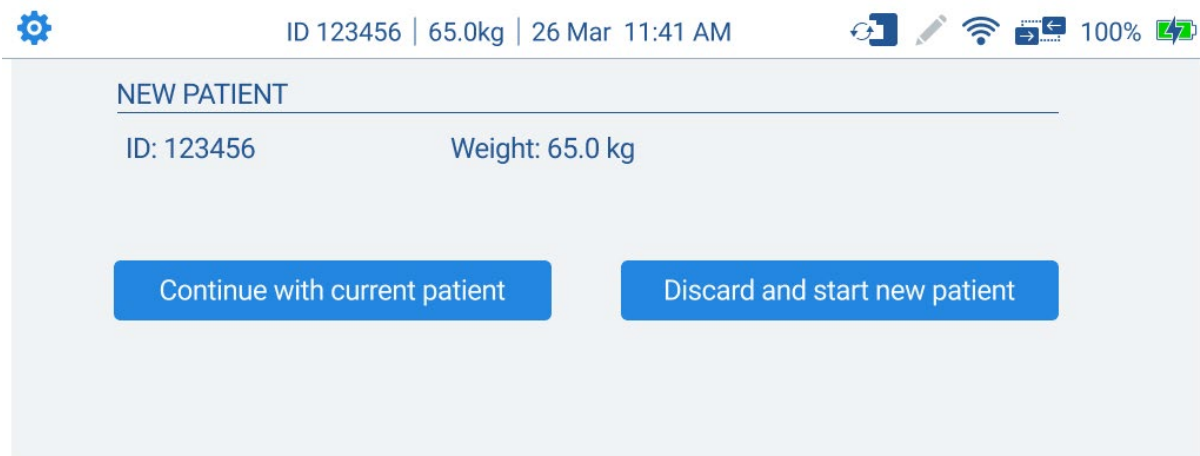 ID 123456 | 65.0kg | 26 Mar 11:41 AM 100%
NEW PATIENT
ID: 123456 Weight: 65.0 kg
Continue with current patient Discard and start new patient